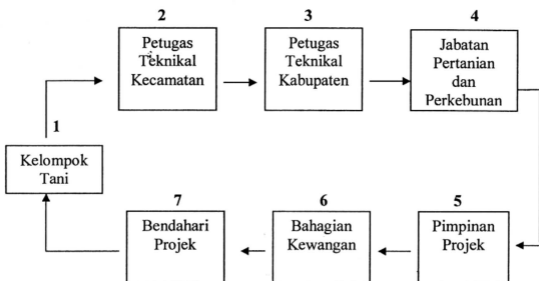 2
3
4
Petugas
Teknikal
Kecamatan
Petugas
Teknikal
Kabupaten
Jabatan
Pertanian
dan
Perkebunan
1
Kelompok
Tani
7
6
5
Bendahari
Projek
Bahagian
Kewangan
Pimpinan
Projek